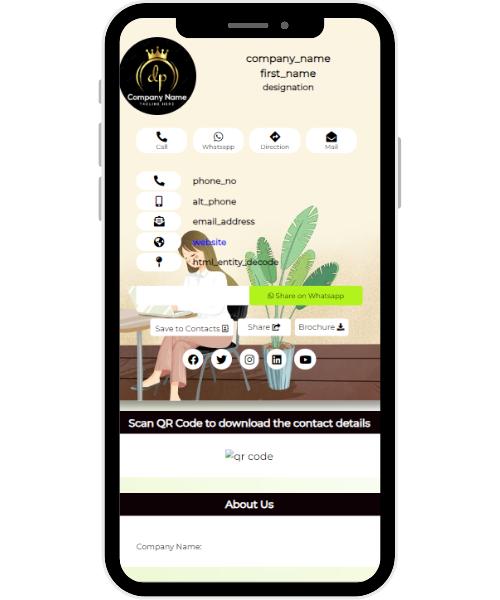 dp
Company Name
TAGLINE HERE
company_name
first_name
designation
Call
Whatsapp
Direction
Mail
phone_no
alt_phone
email_address
website
html_entity_decode
Share on Whatsapp
Save to Contacts
Share
Brochure
Scan QR Code to download the contact details
qr code
About Us
Company Name: